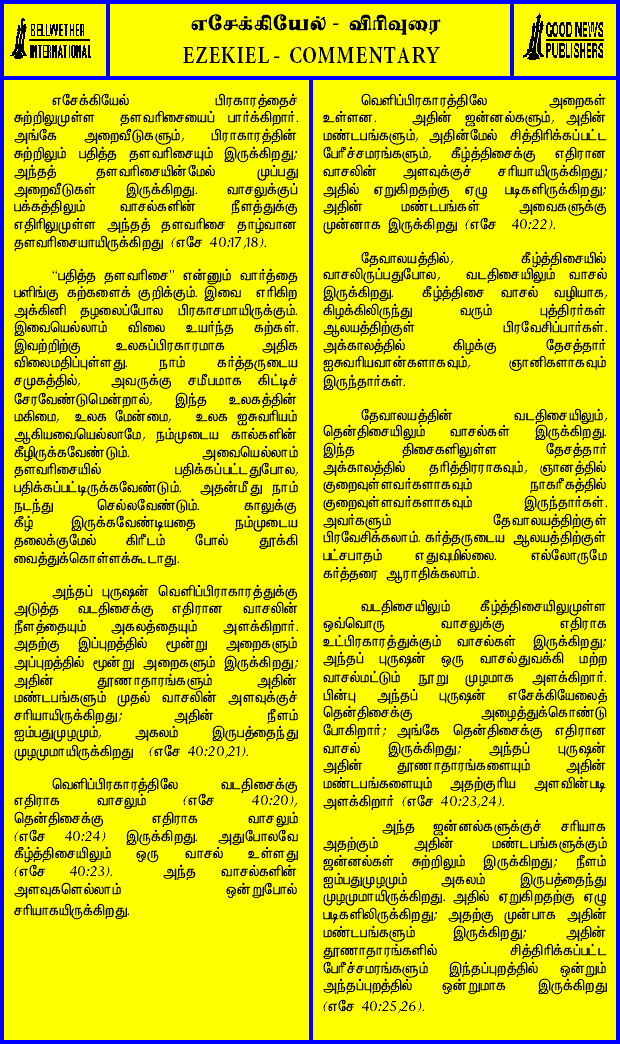 BELLWETHER
INTERNATIONAL
எசேக்கியேல் - விரிவுரை
EZEKIEL - COMMENTARY
GOOD NEWS
PUBLISHERS
எசேக்கியேல் பிரகாரத்தைச்
சுற்றிலுமுள்ள தளவரிசையைப் பார்க்கிறார்.
அங்கே அறைவீடுகளும், பிராகாரத்தின்
சுற்றிலும் பதித்த தளவரிசையும் இருக்கிறது;
அந்தத் தளவரிசையின்மேல் முப்பது
அறைவீடுகள் இருக்கிறது. வாசலுக்குப்
பக்கத்திலும் வாசல்களின் நீளத்துக்கு
எதிரிலுமுள்ள அந்தத் தளவரிசை தாழ்வான
தளவரிசையாயிருக்கிறது (எசே 40:17,18).
“பதித்த தளவரிசை” என்னும் வார்த்தை
பளிங்கு கற்களைக் குறிக்கும். இவை எரிகிற
அக்கினி தழலைப்போல பிரகாசமாயிருக்கும்.
இவையெல்லாம் விலை உயர்ந்த கற்கள்.
இவற்றிற்கு உலகப்பிரகாரமாக அதிக
விலைமதிப்புள்ளது. நாம் கர்த்தருடைய
சமுகத்தில், அவருக்கு சமீபமாக கிட்டிச்
சேரவேண்டுமென்றால், இந்த உலகத்தின்
மகிமை, உலக மேன்மை, உலக ஐசுவரியம்
ஆகியவையெல்லாமே, நம்முடைய கால்களின்
கீழிருக்கவேண்டும். அவையெல்லாம்
தளவரிசையில் பதிக்கப்பட்டதுபோல,
பதிக்கப்பட்டிருக்கவேண்டும். அதன்மீது நாம்
நடந்து செல்லவேண்டும். காலுக்கு
கீழ் இருக்கவேண்டியதை நம்முடைய
தலைக்குமேல் கிரீடம் போல் தூக்கி
வைத்துக்கொள்ளக்கூடாது.
அந்தப் புருஷன் வெளிப்பிராகாரத்துக்கு
அடுத்த வடதிசைக்கு எதிரான வாசலின்
நீளத்தையும் அகலத்தையும் அளக்கிறார்.
அதற்கு இப்புறத்தில் மூன்று அறைகளும்
அப்புறத்தில் மூன்று அறைகளும் இருக்கிறது;
அதின் தூணாதாரங்களும் அதின்
மண்டபங்களும் முதல் வாசலின் அளவுக்குச்
சரியாயிருக்கிறது; அதின் நீளம்
ஐம்பதுமுழமும், அகலம் இருபத்தைந்து
முழமுமாயிருக்கிறது (எசே 40:20,21).
வெளிப்பிரகாரத்திலே வடதிசைக்கு
எதிராக வாசலும் (எசே 40:20),
தென்திசைக்கு எதிராக வாசலும்
(எசே 40:24) இருக்கிறது. அதுபோலவே
கீழ்த்திசையிலும் ஒரு வாசல் உள்ளது
(எசே 40:23). அந்த வாசல்களின்
அளவுகளெல்லாம் ஒன்றுபோல்
சரியாகயிருக்கிறது.
வெளிப்பிரகாரத்திலே அறைகள்
உள்ளன. அதின் ஜன்னல்களும், அதின்
மண்டபங்களும், அதின்மேல் சித்திரிக்கப்பட்ட
பேரீச்சமரங்களும், கீழ்த்திசைக்கு எதிரான
வாசலின் அளவுக்குச் சரியாயிருக்கிறது;
அதில் ஏறுகிறதற்கு ஏழு படிகளிருக்கிறது;
அதின் மண்டபங்கள் அவைகளுக்கு
முன்னாக இருக்கிறது (எசே 40:22).
தேவாலயத்தில், கீழ்த்திசையில்
வாசலிருப்பதுபோல, வடதிசையிலும் வாசல்
இருக்கிறது. கீழ்த்திசை வாசல் வழியாக,
கிழக்கிலிருந்து வரும் புத்திரர்கள்
ஆலயத்திற்குள் பிரவேசிப்பார்கள்.
அக்காலத்தில் கிழக்கு தேசத்தார்
ஐசுவரியவான்களாகவும், ஞானிகளாகவும்
இருந்தார்கள்.
தேவாலயத்தின் வடதிசையிலும்,
தென்திசையிலும் வாசல்கள் இருக்கிறது.
இந்த திசைகளிலுள்ள தேசத்தார்
அக்காலத்தில் தரித்திரராகவும், ஞானத்தில்
குறைவுள்ளவர்களாகவும் நாகரீகத்தில்
குறைவுள்ளவர்களாகவும் இருந்தார்கள்.
அவர்களும் தேவாலயத்திற்குள்
பிரவேசிக்கலாம். கர்த்தருடைய ஆலயத்திற்குள்
பட்சபாதம் எதுவுமில்லை. எல்லோருமே
கர்த்தரை ஆராதிக்கலாம்.
வடதிசையிலும் கீழ்த்திசையிலுமுள்ள
ஒவ்வொரு வாசலுக்கு எதிராக
உட்பிரகாரத்துக்கும் வாசல்கள் இருக்கிறது;
அந்தப் புருஷன் ஒரு வாசல்துவக்கி மற்ற
வாசல்மட்டும் நூறு முழமாக அளக்கிறார்.
பின்பு அந்தப் புருஷன் எசேக்கியேலைத்
தென்திசைக்கு அழைத்துக்கொண்டு
போகிறார்; அங்கே தென்திசைக்கு எதிரான
வாசல் இருக்கிறது; அந்தப் புருஷன்
அதின் தூணாதாரங்களையும் அதின்
மண்டபங்களையும் அதற்குரிய அளவின்படி
அளக்கிறார் (எசே 40:23,24).
அந்த ஜன்னல்களுக்குச் சரியாக
அதற்கும் அதின் மண்டபங்களுக்கும்
ஜன்னல்கள் சுற்றிலும் இருக்கிறது; நீளம்
ஐம்பதுமுழமும் அகலம் இருபத்தைந்து
முழமுமாயிருக்கிறது. அதில் ஏறுகிறதற்கு ஏழு
படிகளிலிருக்கிறது; அதற்கு முன்பாக அதின்
மண்டபங்களும் இருக்கிறது; அதின்
தூணாதாரங்களில் சித்திரிக்கப்பட்ட
பேரீச்சமரங்களும் இந்தப்புறத்தில் ஒன்றும்
அந்தப்புறத்தில் ஒன்றுமாக இருக்கிறது
(எசே 40:25,26).